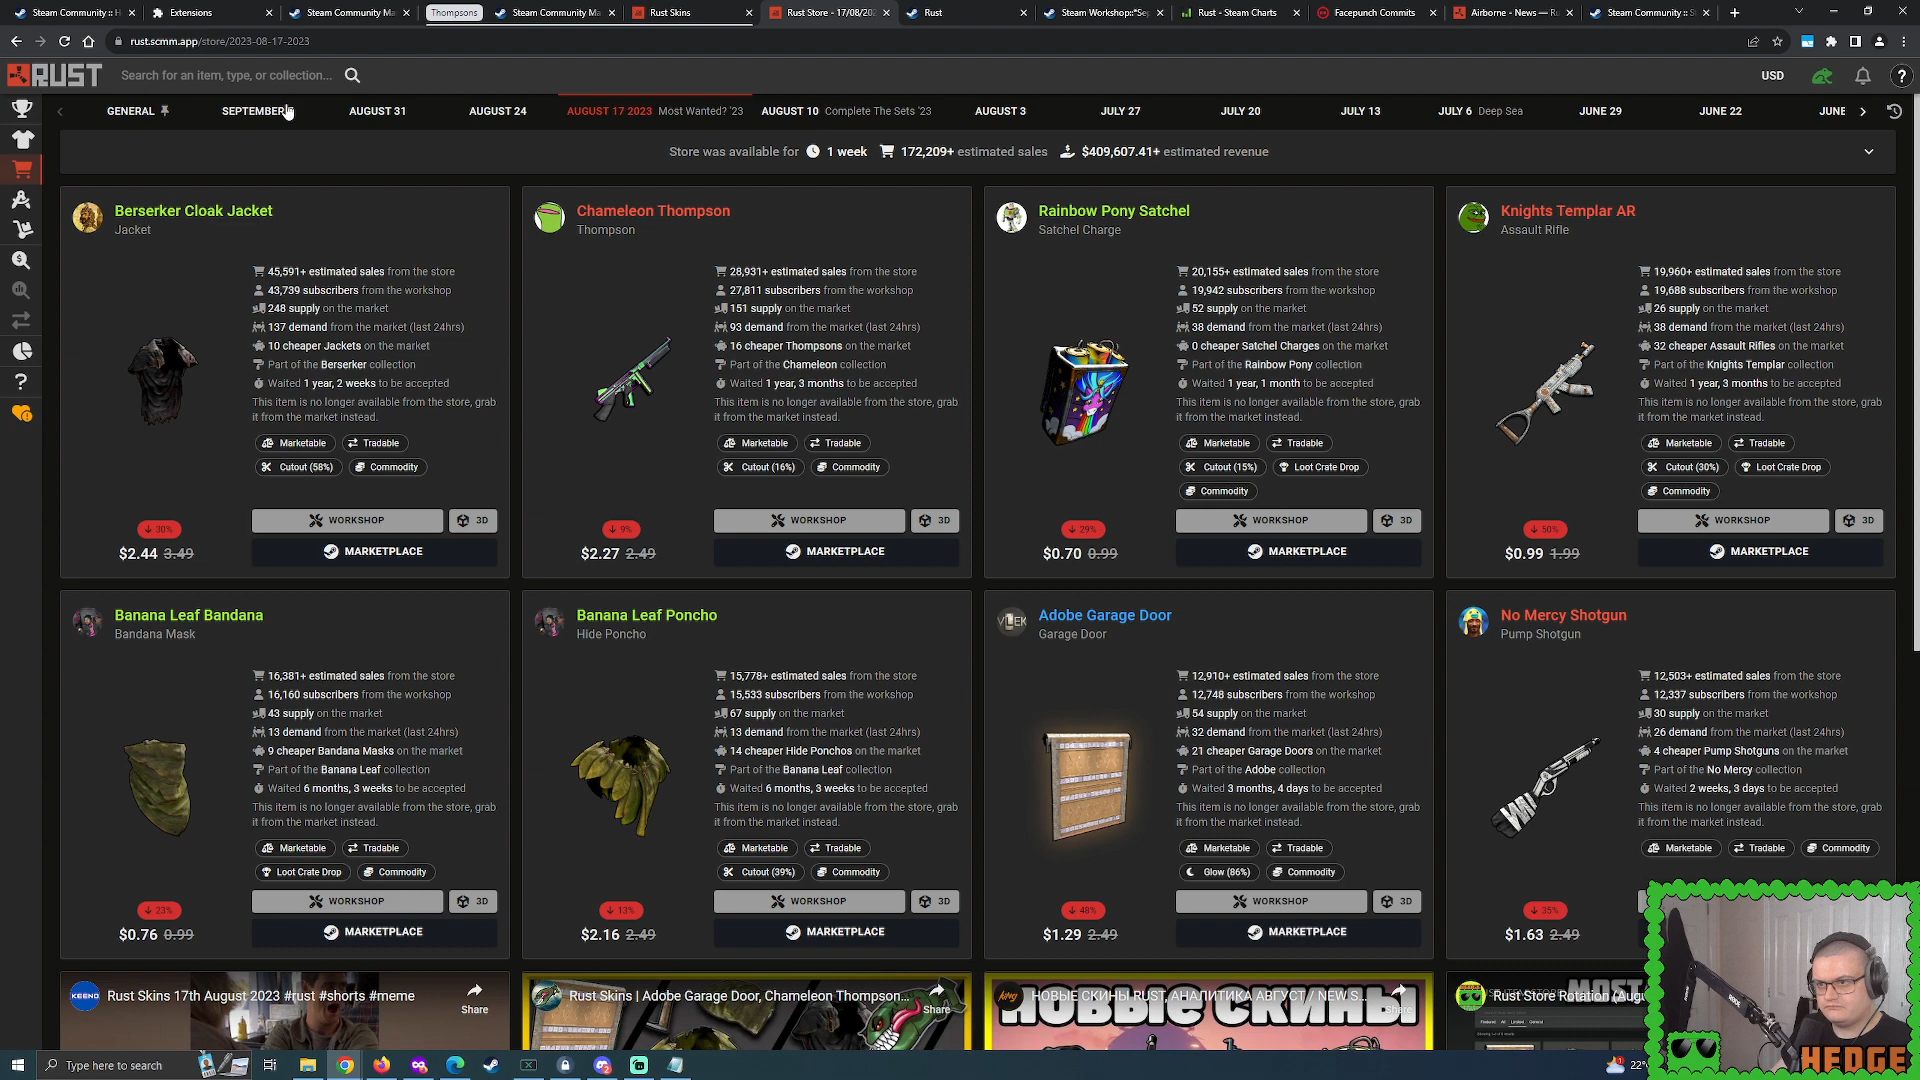 Steam Community :: H
Extensions
Steam Community Ma
Thompsons
Steam Community Ma
Rust Skins
Rust Store - 17/08/202
Rust
Steam Workshop::"Sep
Rust - Steam Charts
Facepunch Commits
Airborne - News — Ru
Steam Community :: S
rust.scmm.app/store/2023-08-17-2023
RUST
Search for an item, type, or collection...
USD
GENERAL
SEPTEMBER
AUGUST 31
AUGUST 24
AUGUST 17 2023 Most Wanted? '23
AUGUST 10 Complete The Sets '23
AUGUST 3
JULY 27
JULY 20
JULY 13
JULY 6 Deep Sea
JUNE 29
JUNE 22
JUNE
Store was available for 1 week 172,209+ estimated sales $409,607.41+ estimated revenue
Berserker Cloak Jacket
Jacket
45,591+ estimated sales from the store
43,739 subscribers from the workshop
248 supply on the market
137 demand from the market (last 24hrs)
10 cheaper Jackets on the market
Part of the Berserker collection
Waited 1 year, 2 weeks to be accepted
This item is no longer available from the store, grab
it from the market instead.
Marketable Tradable
Cutout (58%) Commodity
30%
$2.44 3.49
WORKSHOP 3D
MARKETPLACE
Chameleon Thompson
Thompson
28,931+ estimated sales from the store
27,811 subscribers from the workshop
151 supply on the market
93 demand from the market (last 24hrs)
16 cheaper Thompsons on the market
Part of the Chameleon collection
Waited 1 year, 3 months to be accepted
This item is no longer available from the store, grab
it from the market instead.
Marketable Tradable
Cutout (16%) Commodity
9%
$2.27 2.49
WORKSHOP 3D
MARKETPLACE
Rainbow Pony Satchel
Satchel Charge
20,155+ estimated sales from the store
19,942 subscribers from the workshop
52 supply on the market
38 demand from the market (last 24hrs)
0 cheaper Satchel Charges on the market
Part of the Rainbow Pony collection
Waited 1 year, 1 month to be accepted
This item is no longer available from the store, grab
it from the market instead.
Marketable Tradable
Cutout (15%) Loot Crate Drop
Commodity
29%
$0.70 0.99
WORKSHOP 3D
MARKETPLACE
Knights Templar AR
Assault Rifle
19,960+ estimated sales from the store
19,688 subscribers from the workshop
26 supply on the market
38 demand from the market (last 24hrs)
32 cheaper Assault Rifles on the market
Part of the Knights Templar collection
Waited 1 year, 3 months to be accepted
This item is no longer available from the store, grab
it from the market instead.
Marketable Tradable
Cutout (30%) Loot Crate Drop
Commodity
50%
$0.99 1.99
WORKSHOP 3D
MARKETPLACE
Banana Leaf Bandana
Bandana Mask
16,381+ estimated sales from the store
16,160 subscribers from the workshop
43 supply on the market
13 demand from the market (last 24hrs)
9 cheaper Bandana Masks on the market
Part of the Banana Leaf collection
Waited 6 months, 3 weeks to be accepted
This item is no longer available from the store, grab
it from the market instead.
Marketable Tradable
Loot Crate Drop Commodity
23%
$0.76 0.99
WORKSHOP 3D
MARKETPLACE
Banana Leaf Poncho
Hide Poncho
15,778+ estimated sales from the store
15,533 subscribers from the workshop
67 supply on the market
13 demand from the market (last 24hrs)
14 cheaper Hide Ponchos on the market
Part of the Banana Leaf collection
Waited 6 months, 3 weeks to be accepted
This item is no longer available from the store, grab
it from the market instead.
Marketable Tradable
Cutout (39%) Commodity
13%
$2.16 2.49
WORKSHOP 3D
MARKETPLACE
VLEK
Adobe Garage Door
Garage Door
12,910+ estimated sales from the store
12,748 subscribers from the workshop
54 supply on the market
32 demand from the market (last 24hrs)
21 cheaper Garage Doors on the market
Part of the Adobe collection
Waited 3 months, 4 days to be accepted
This item is no longer available from the store, grab
it from the market instead.
Marketable Tradable
Glow (86%) Commodity
48%
$1.29 2.49
WORKSHOP 3D
MARKETPLACE
No Mercy Shotgun
Pump Shotgun
12,503+ estimated sales from the store
12,337 subscribers from the workshop
30 supply on the market
26 demand from the market (last 24hrs)
4 cheaper Pump Shotguns on the market
Part of the No Mercy collection
Waited 2 weeks, 3 days to be accepted
This item is no longer available from the store, grab
it from the market instead.
Marketable Tradable Commodity
35%
$1.63 2.49
KEENO
Rust Skins 17th August 2023 #rust #shorts #meme
Share
Rust Skins | Adobe Garage Door, Chameleon Thompson...
Share
НОВЫЕ СКИНЫ RUST, АНАЛИТИКА АВГУСТ / NEW S...
Share
НОВЫЕ СКИНЫ
Rust Store Rotation (Augu
RODE
HEDGE
Type here to search
22°